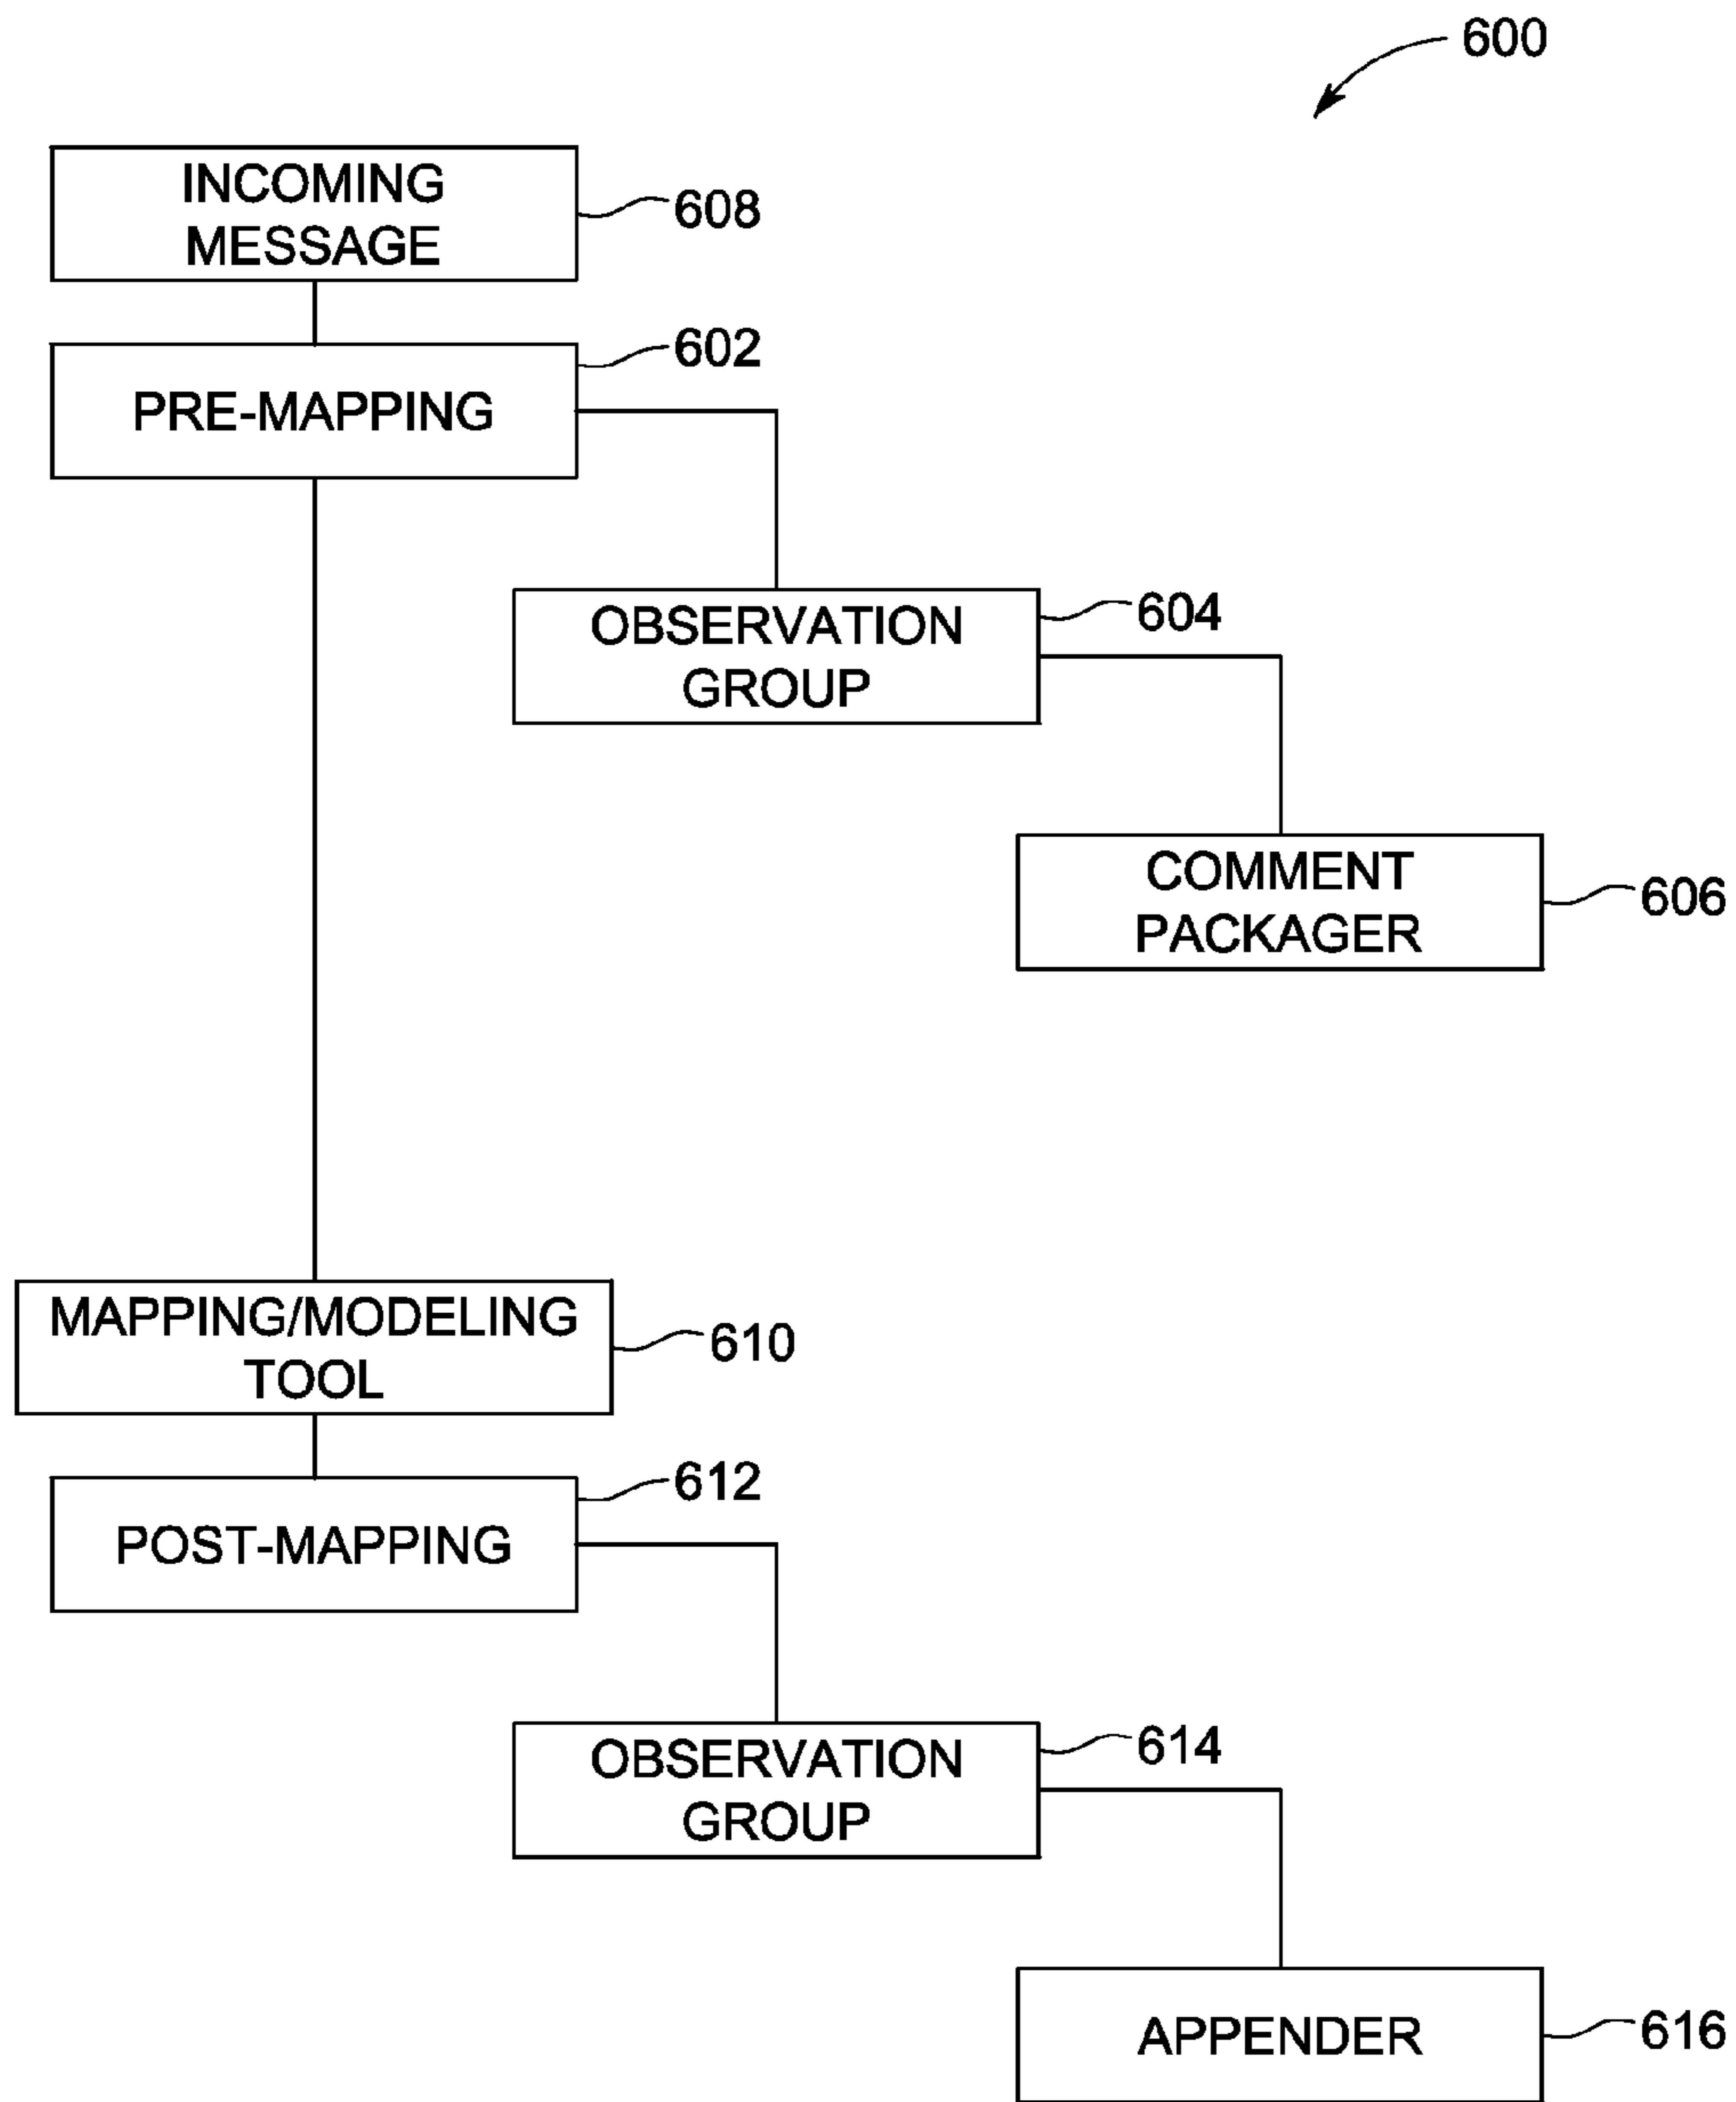 600
INCOMING
MESSAGE
608
PRE-MAPPING
602
OBSERVATION
GROUP
604
COMMENT
PACKAGER
606
MAPPING/MODELING
TOOL
610
POST-MAPPING
612
OBSERVATION
GROUP
614
APPENDER
616